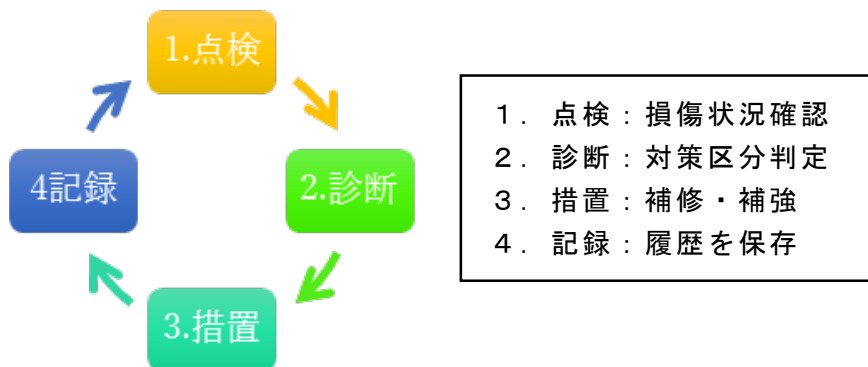 1.点検
2.診断
3.措置
4記録
１．点検：損傷状況確認
２．診断：対策区分判定
３．措置：補修・補強
４．記録：履歴を保存